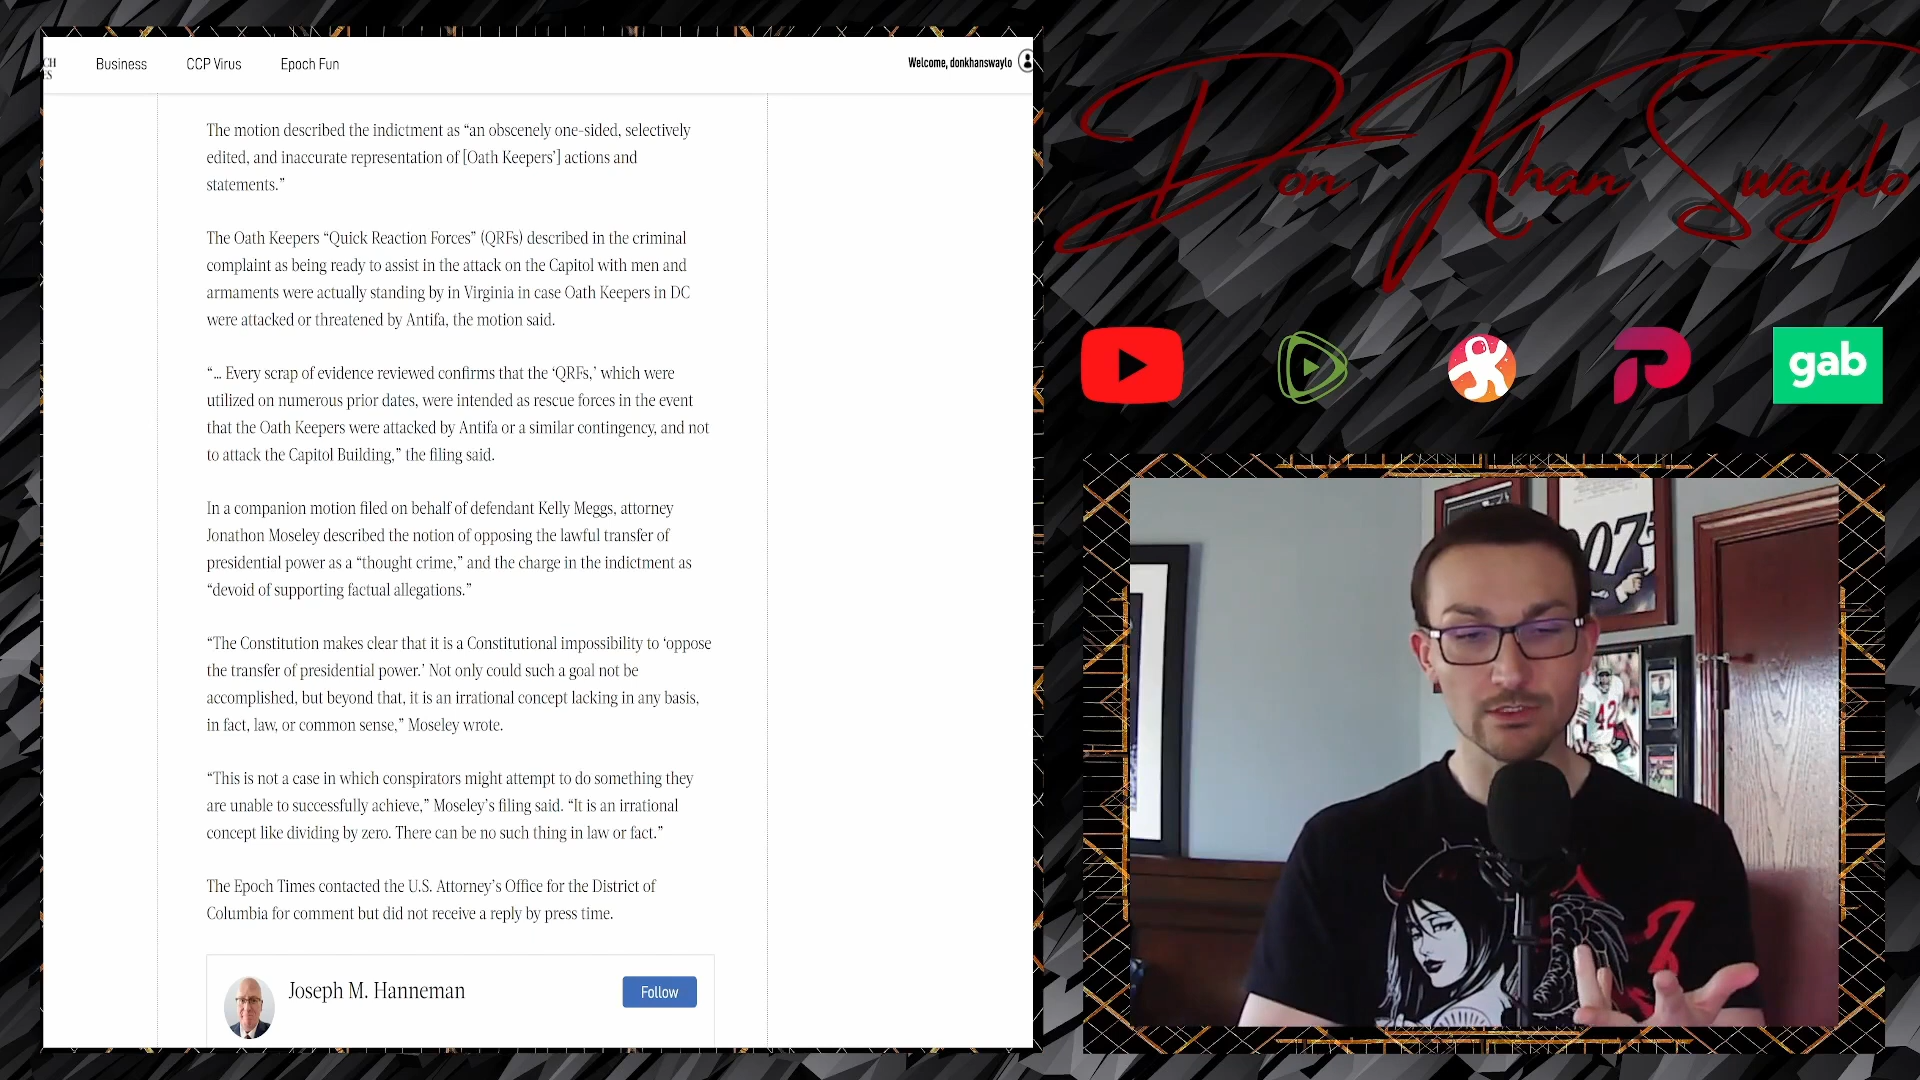 CH
ES
Business
CCP Virus
Epoch Fun
Welcome, donkhanswaylo
The motion described the indictment as “an obscenely one-sided, selectively
edited, and inaccurate representation of [Oath Keepers’] actions and
statements.”
The Oath Keepers “Quick Reaction Forces” (QRFs) described in the criminal
complaint as being ready to assist in the attack on the Capitol with men and
armaments were actually standing by in Virginia in case Oath Keepers in DC
were attacked or threatened by Antifa, the motion said.
“… Every scrap of evidence reviewed confirms that the ‘QRFs,’ which were
utilized on numerous prior dates, were intended as rescue forces in the event
that the Oath Keepers were attacked by Antifa or a similar contingency, and not
to attack the Capitol Building,” the filing said.
In a companion motion filed on behalf of defendant Kelly Meggs, attorney
Jonathon Moseley described the notion of opposing the lawful transfer of
presidential power as a “thought crime,” and the charge in the indictment as
“devoid of supporting factual allegations.”
“The Constitution makes clear that it is a Constitutional impossibility to ‘oppose
the transfer of presidential power.’ Not only could such a goal not be
accomplished, but beyond that, it is an irrational concept lacking in any basis,
in fact, law, or common sense,” Moseley wrote.
“This is not a case in which conspirators might attempt to do something they
are unable to successfully achieve,” Moseley’s filing said. “It is an irrational
concept like dividing by zero. There can be no such thing in law or fact.”
The Epoch Times contacted the U.S. Attorney’s Office for the District of
Columbia for comment but did not receive a reply by press time.
Joseph M. Hanneman
Follow
Don Khan Swaylo
gab
007
42